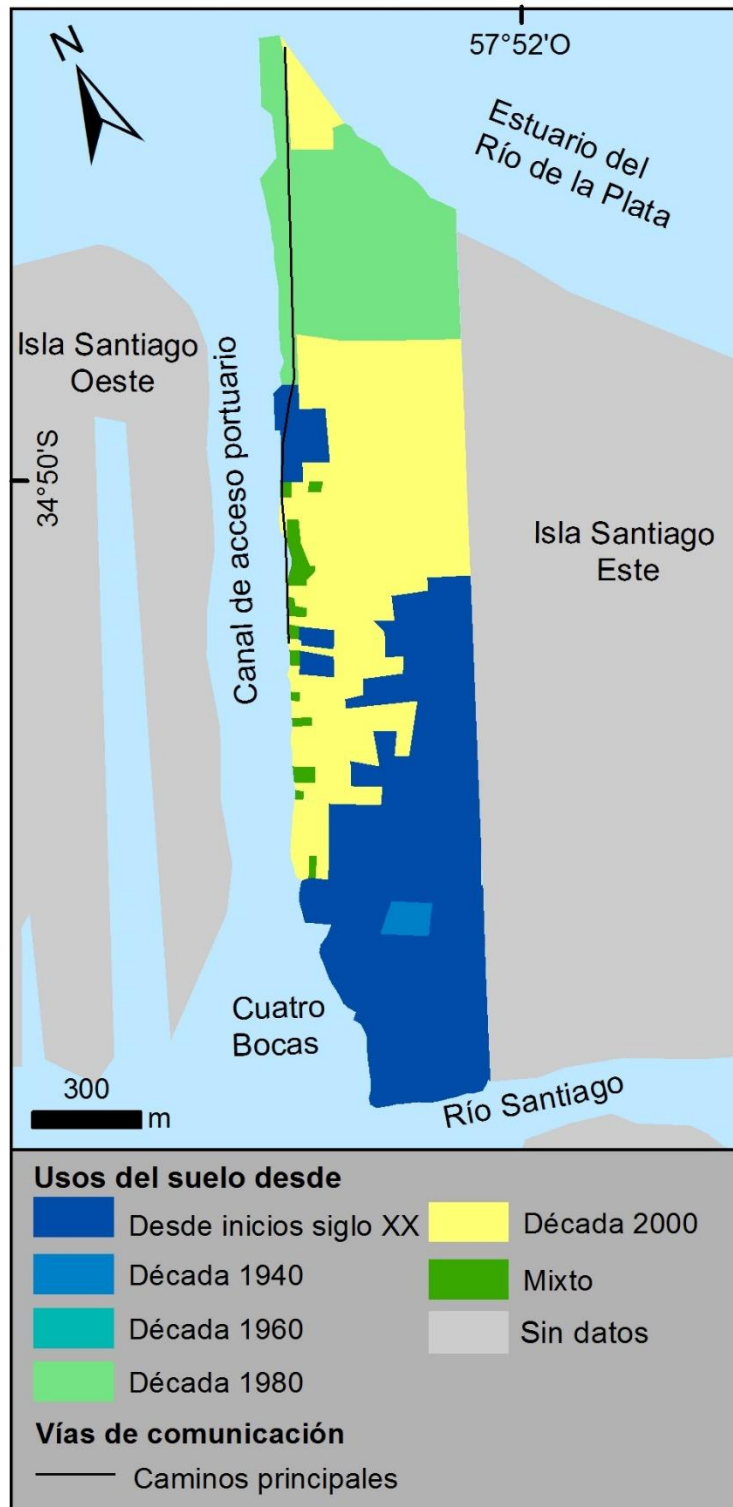 N
57°52'O
Estuario del
Río de la Plata
Isla Santiago
Oeste
Canal de acceso portuario
34°50'S
Isla Santiago
Este
Cuatro
Bocas
Río Santiago
300
m
Usos del suelo desde
Desde inicios siglo XX
Década 1940
Década 1960
Década 1980
Década 2000
Mixto
Sin datos
Vías de comunicación
Caminos principales